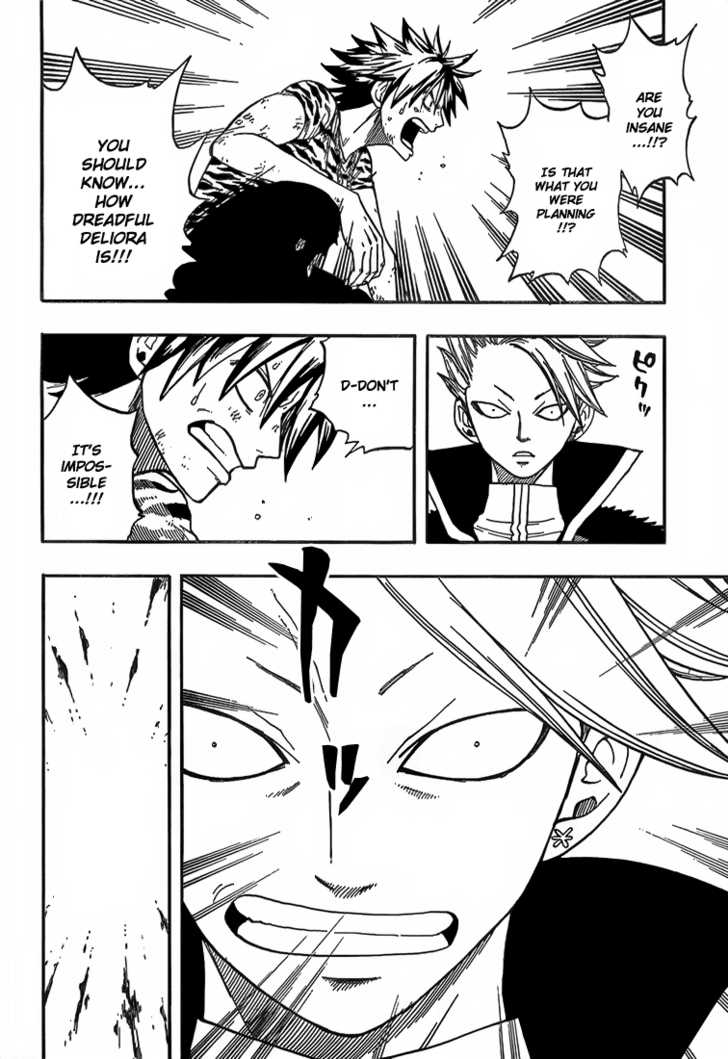 ARE
YOU
INSANE
...!!?
IS THAT
WHAT YOU
WERE
PLANNING
!!?
YOU
SHOULD
KNOW...
HOW
DREADFUL
DELIORA
IS!!!
ピクッ
D-DON'T
...
IT'S
IMPOS-
SIBLE
...!!!
カッ